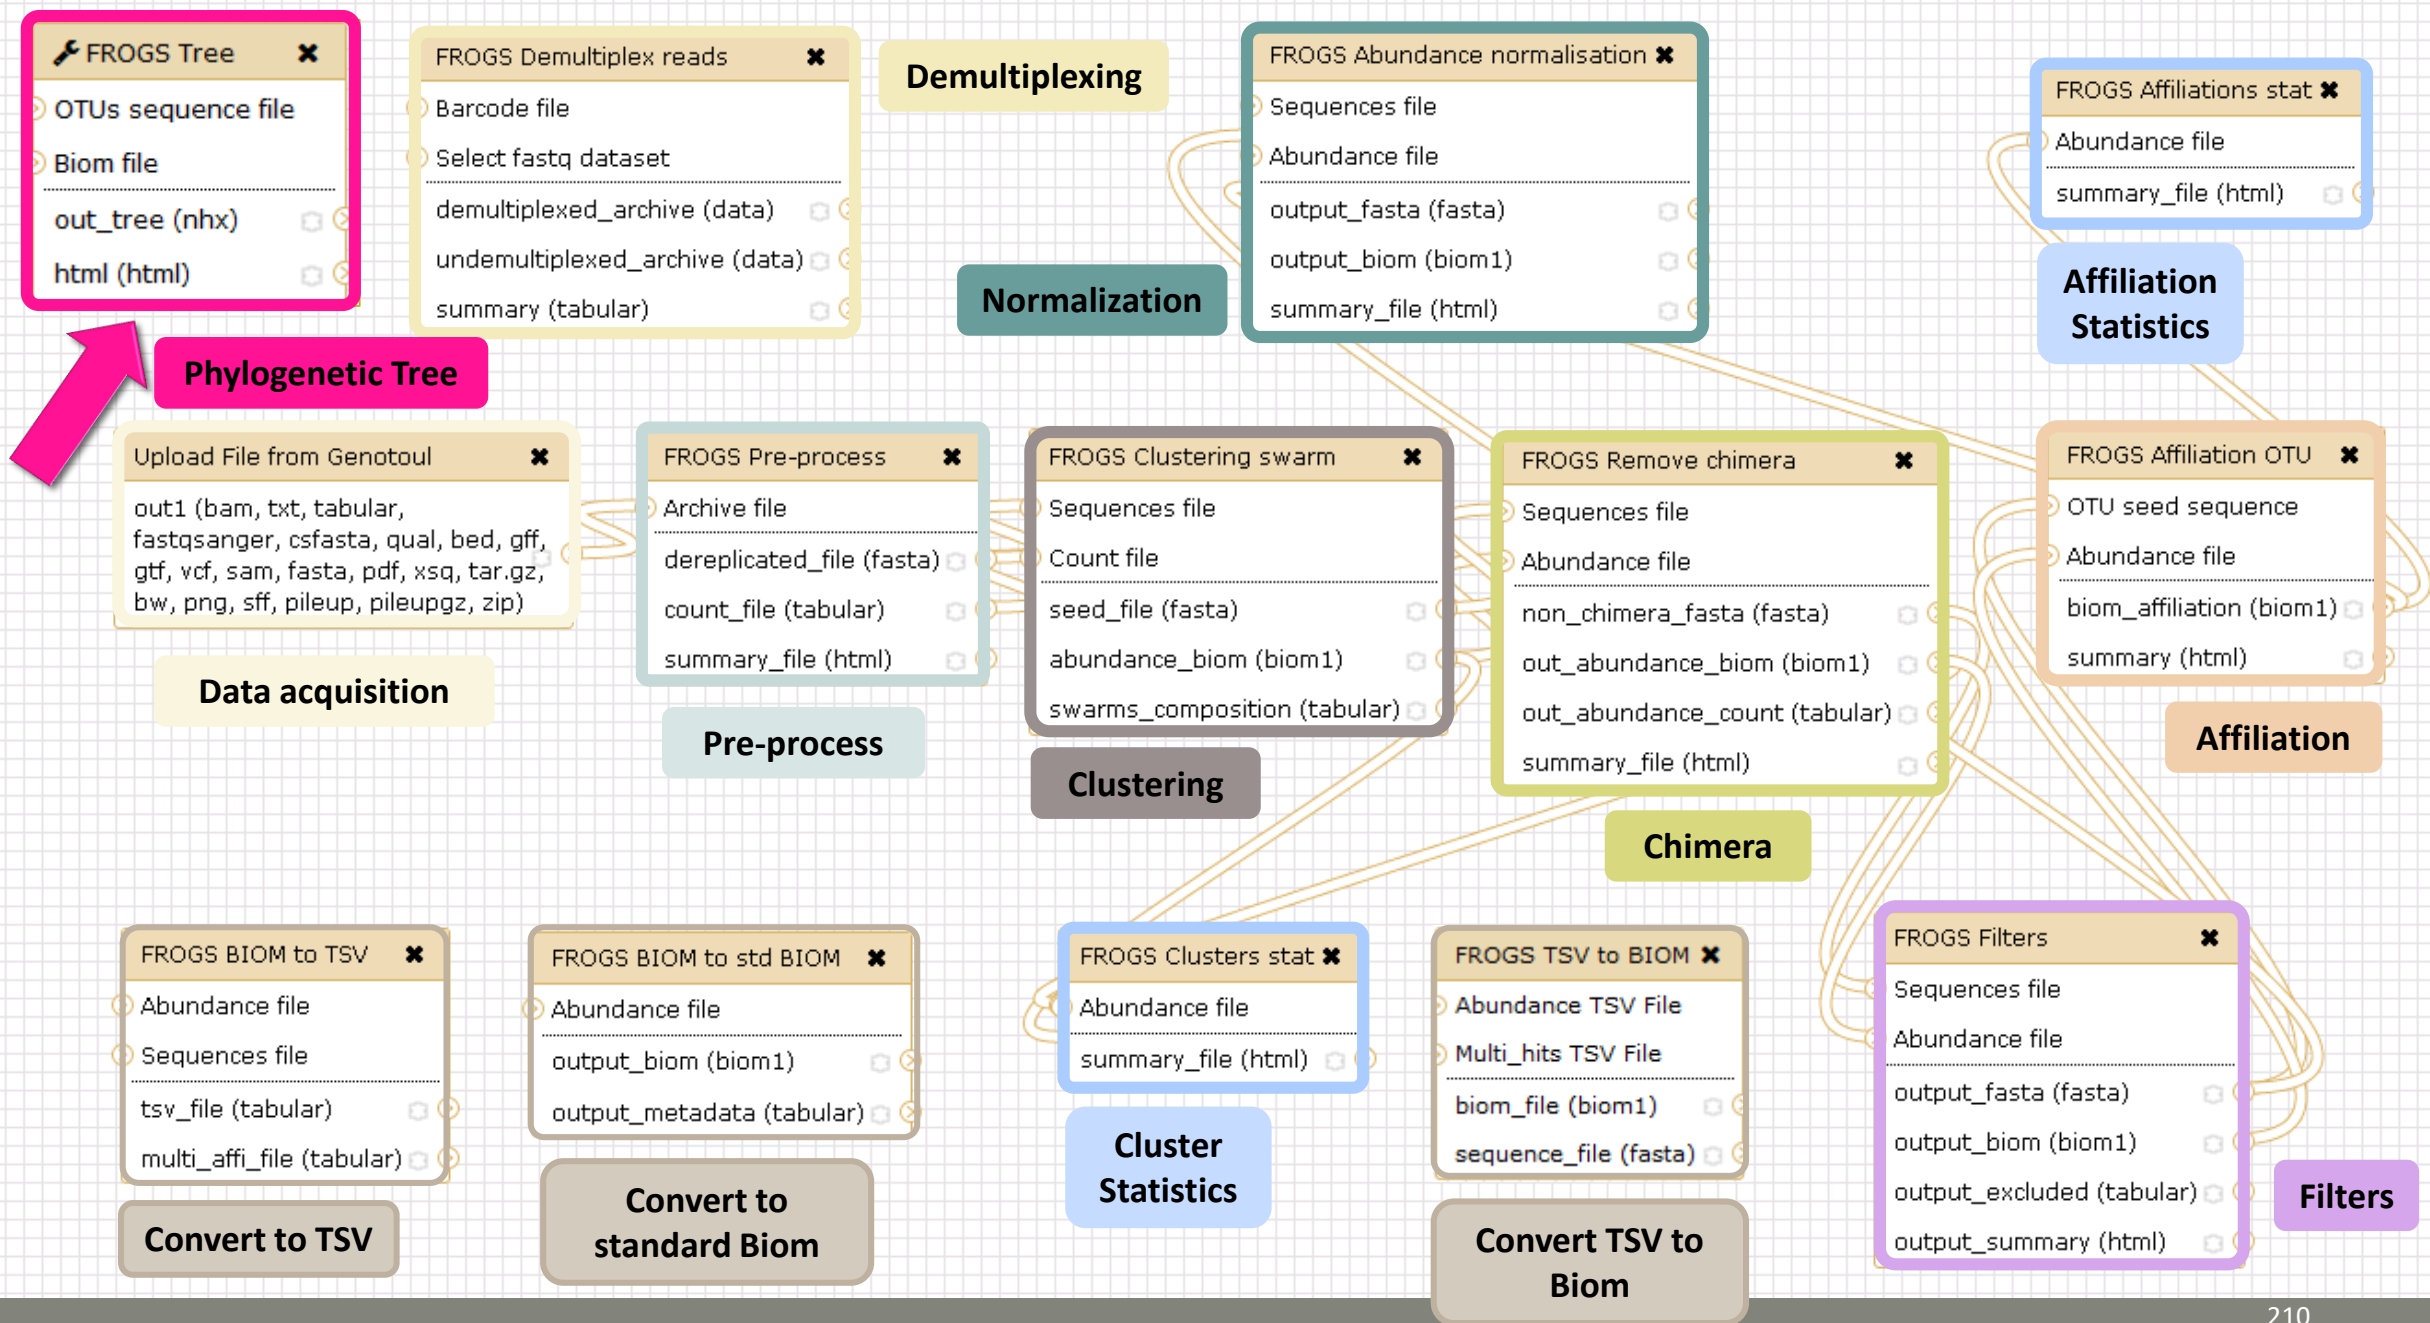 FROGS Tree
OTUs sequence file
Biom file
out_tree (nhx)
html (html)
Phylogenetic Tree
FROGS Demultiplex reads
Barcode file
Select fastq dataset
demultiplexed_archive (data)
undemultiplexed_archive (data)
summary (tabular)
Demultiplexing
FROGS Abundance normalisation
Sequences file
Abundance file
output_fasta (fasta)
output_biom (biom1)
summary_file (html)
Normalization
FROGS Affiliations stat
Abundance file
summary_file (html)
Affiliation
Statistics
Upload File from Genotoul
out1 (bam, txt, tabular,
fastqsanger, csfasta, qual, bed, gff,
gtf, vcf, sam, fasta, pdf, xsq, tar.gz,
bw, png, sff, pileup, pileupgz, zip)
Data acquisition
FROGS Pre-process
Archive file
dereplicated_file (fasta)
count_file (tabular)
summary_file (html)
Pre-process
FROGS Clustering swarm
Sequences file
Count file
seed_file (fasta)
abundance_biom (biom1)
swarms_composition (tabular)
Clustering
FROGS Remove chimera
Sequences file
Abundance file
non_chimera_fasta (fasta)
out_abundance_biom (biom1)
out_abundance_count (tabular)
summary_file (html)
Chimera
FROGS Affiliation OTU
OTU seed sequence
Abundance file
biom_affiliation (biom1)
summary (html)
Affiliation
FROGS BIOM to TSV
Abundance file
Sequences file
tsv_file (tabular)
multi_affi_file (tabular)
Convert to TSV
FROGS BIOM to std BIOM
Abundance file
output_biom (biom1)
output_metadata (tabular)
Convert to
standard Biom
FROGS Clusters stat
Abundance file
summary_file (html)
Cluster
Statistics
FROGS TSV to BIOM
Abundance TSV File
Multi_hits TSV File
biom_file (biom1)
sequence_file (fasta)
Convert TSV to
Biom
FROGS Filters
Sequences file
Abundance file
output_fasta (fasta)
output_biom (biom1)
output_excluded (tabular)
output_summary (html)
Filters
210